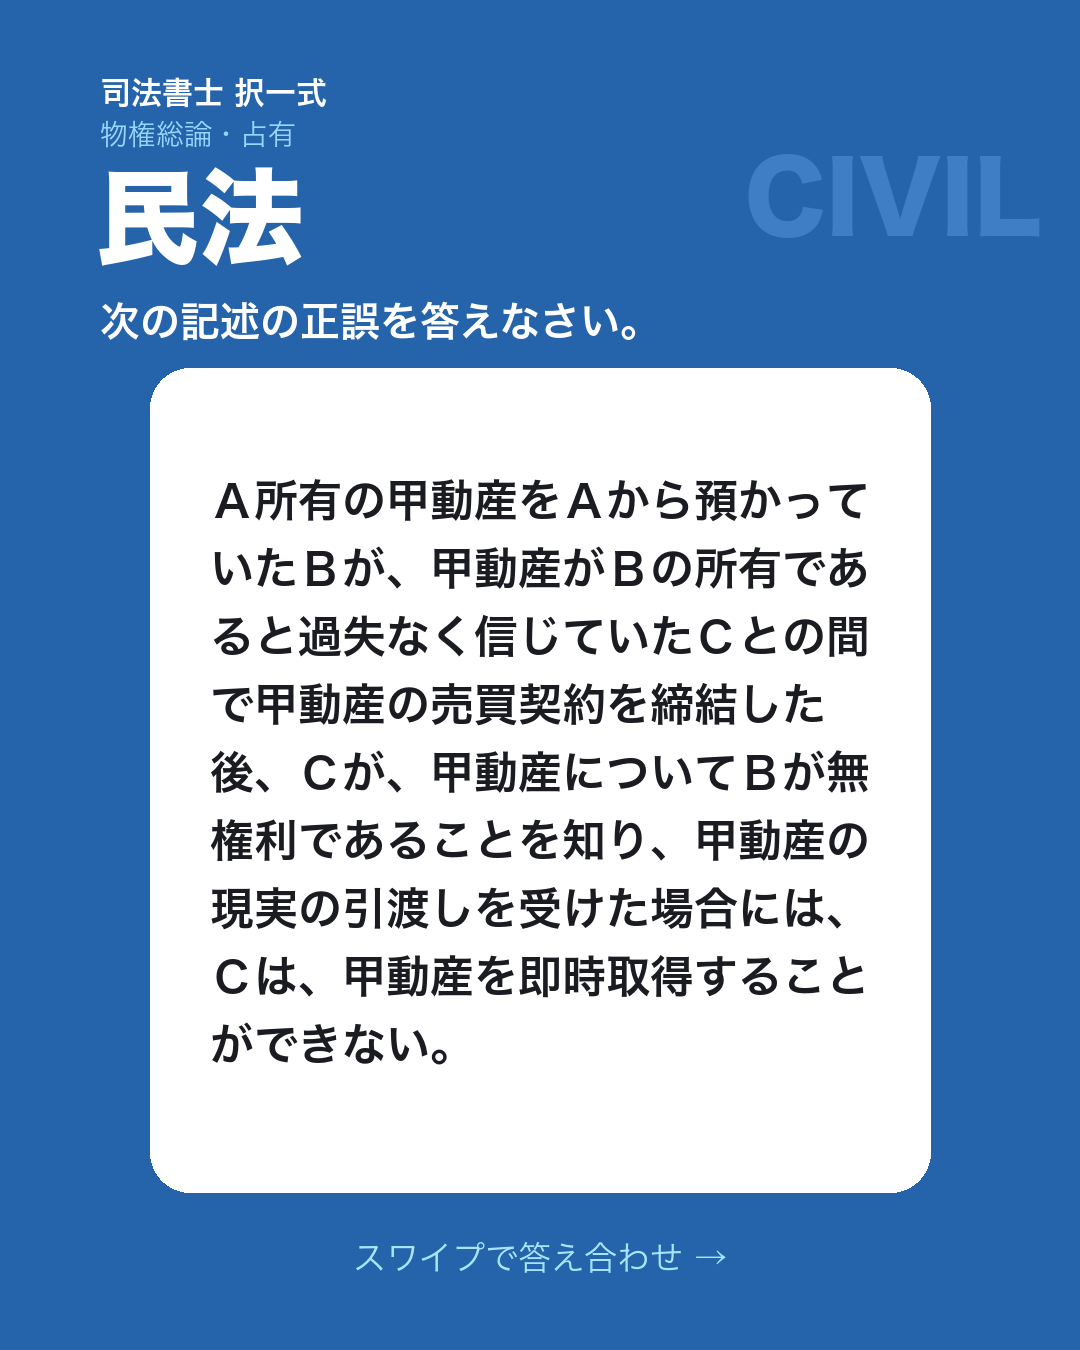 司法書士 択一式
物権総論・占有
民法
CIVIL
次の記述の正誤を答えなさい。
Ａ所有の甲動産をＡから預かって
いたＢが、甲動産がＢの所有であ
ると過失なく信じていたＣとの間
で甲動産の売買契約を締結した
後、Ｃが、甲動産についてＢが無
権利であることを知り、甲動産の
現実の引渡しを受けた場合には、
Ｃは、甲動産を即時取得すること
ができない。
スワイプで答え合わせ →